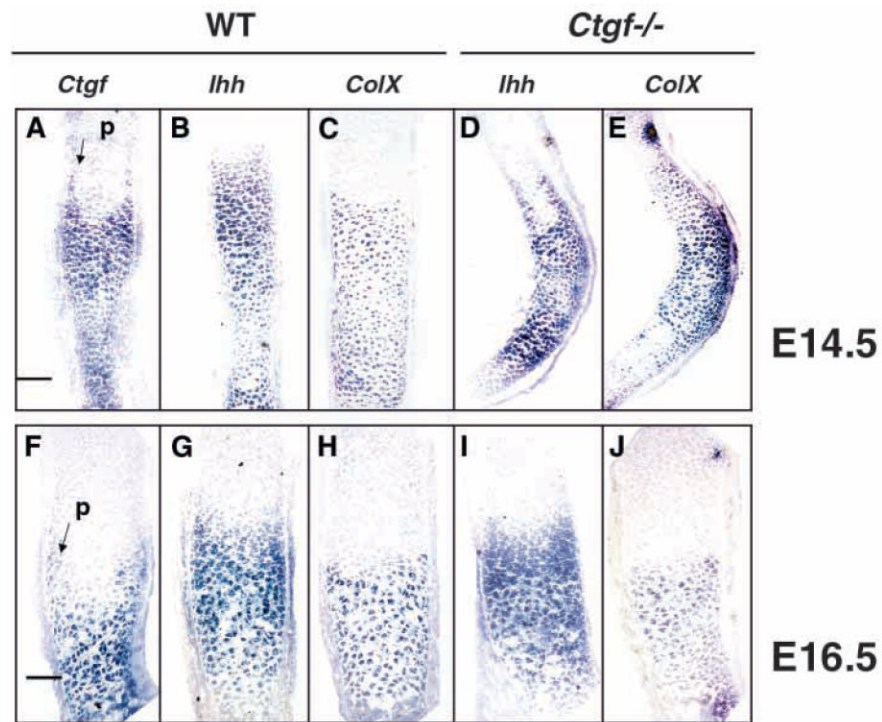 WT Ctgf-/-
Ctgf Ihh ColX Ihh ColX
A p B C D E
E14.5
F p G H I J
E16.5